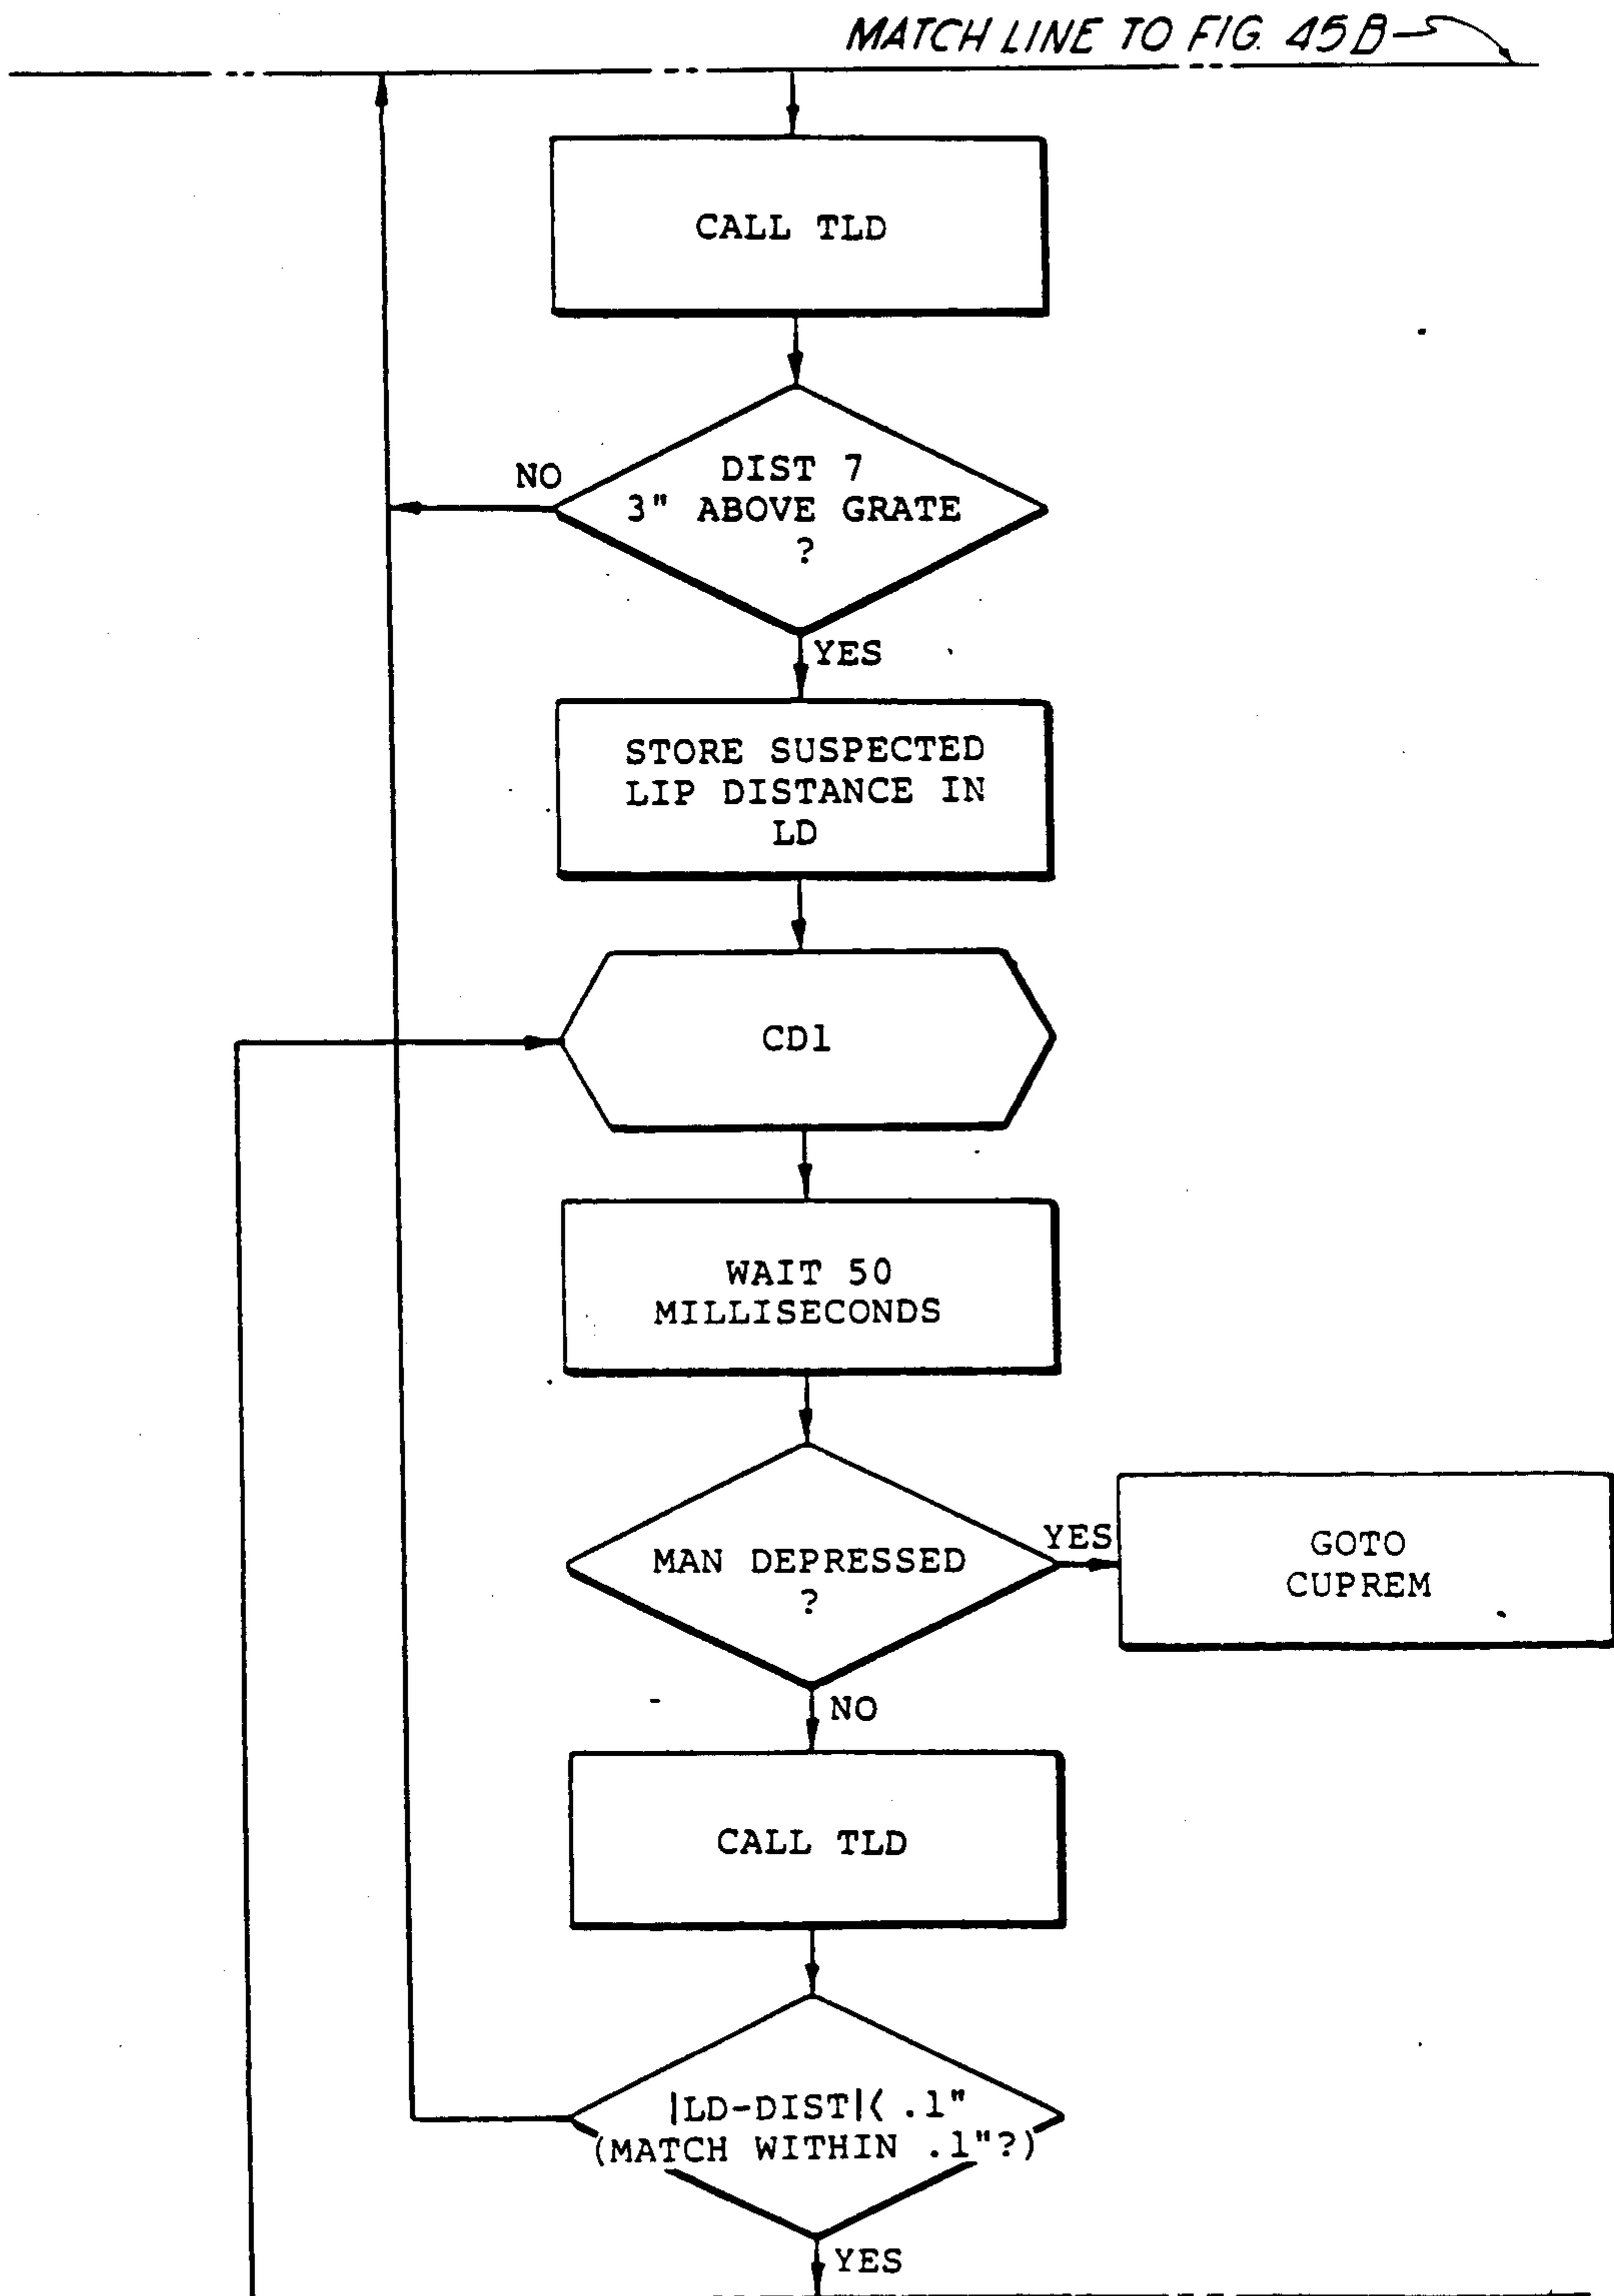 MATCH LINE TO FIG. 45B
CALL TLD
NO
DIST 7
3" ABOVE GRATE
?
YES
STORE SUSPECTED
LIP DISTANCE IN
LD
CD1
WAIT 50
MILLISECONDS
MAN DEPRESSED
?
YES
GOTO
CUPREM
NO
CALL TLD
|LD-DIST|< .1"
(MATCH WITHIN .1"?)
YES